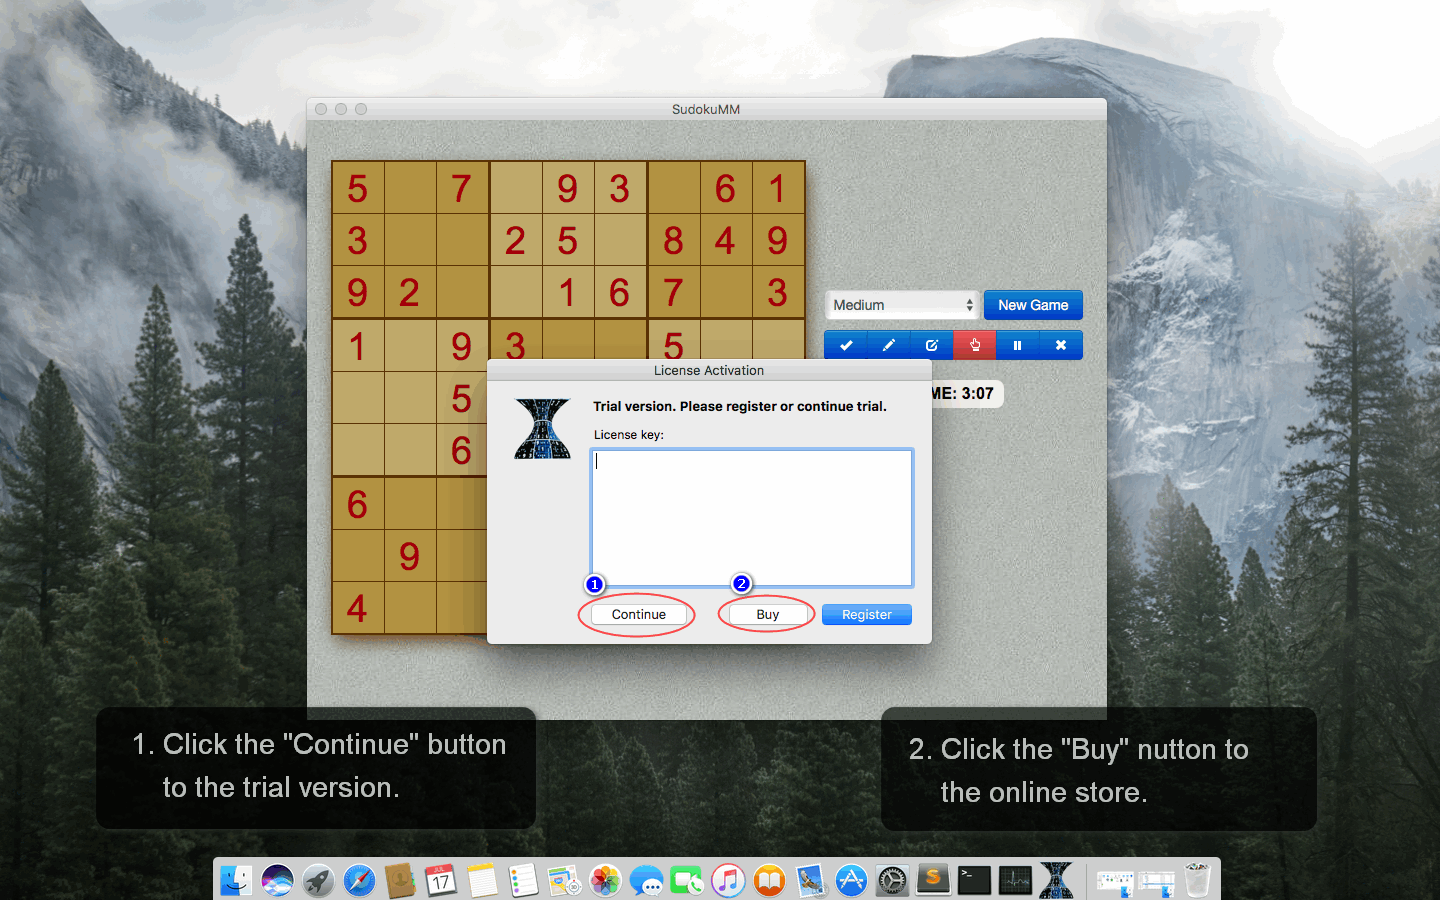 SudokuMM
5 7 9 3 6 1
3 2 5 8 4 9
9 2 1 6 7 3
1 9 3 5
5
6
6
9
4
Medium
New Game
ME: 3:07
License Activation
Trial version. Please register or continue trial.
License key:
1
2
Continue
Buy
Register
1. Click the "Continue" button
to the trial version.
2. Click the "Buy" nutton to
the online store.
JUL
17